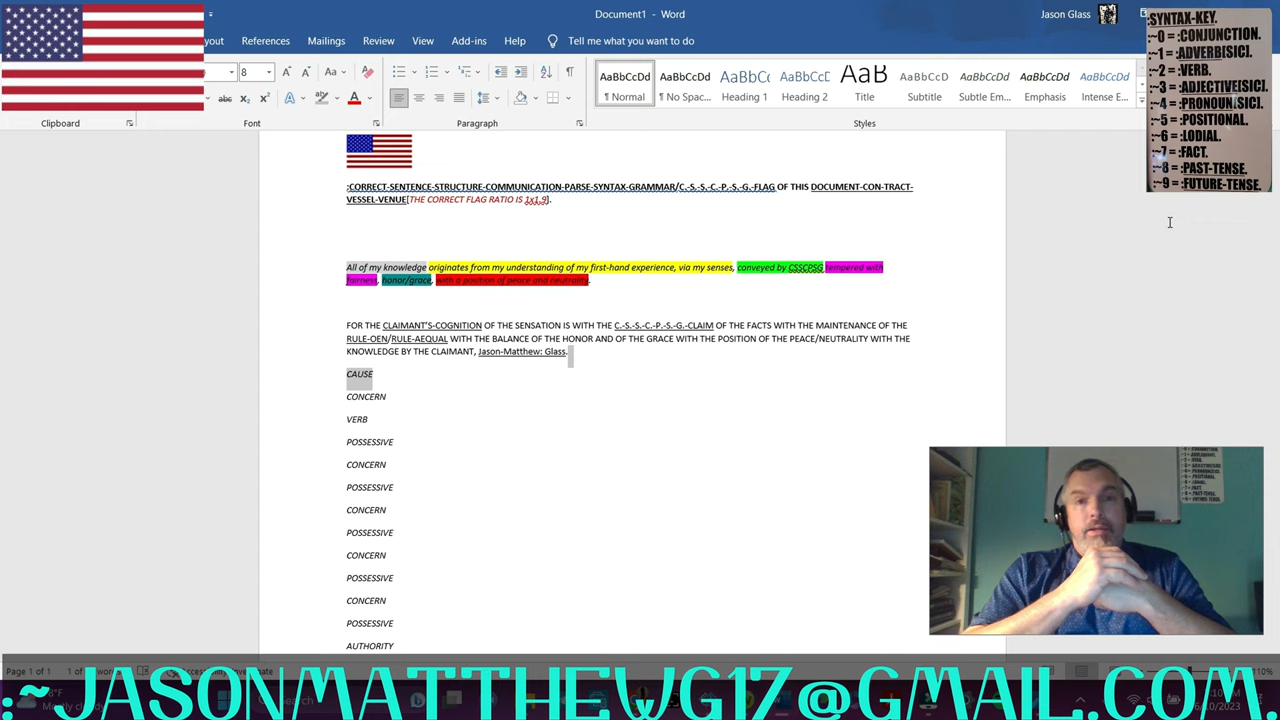 Document1 - Word
Jason Glass
:SYNTAX-KEY.
:~0 = :CONJUNCTION.
:~1 = :ADVERB[SIC].
:~2 = :VERB.
:~3 = :ADJECTIVE[SIC].
:~4 = :PRONOUN[SIC].
:~5 = :POSITIONAL.
:~6 = :LODIAL.
:~7 = :FACT.
:~8 = :PAST-TENSE.
:~9 = :FUTURE-TENSE.
out References Mailings Review View Add-ins Help Tell me what you want to do
8
AaBbCcDd AaBbCcDd AaBbCc AaBbCcD AaB AaBbCcD AaBbCcDd AaBbCcDd AaBbCcDd
¶ Normal ¶ No Spac... Heading 1 Heading 2 Title Subtitle Subtle Em... Emphasis Intense E...
Clipboard Font Paragraph Styles
:CORRECT-SENTENCE-STRUCTURE-COMMUNICATION-PARSE-SYNTAX-GRAMMAR/C.-S.-S.-C.-P.-S.-G.-FLAG OF THIS DOCUMENT-CON-TRACT-
VESSEL-VENUE[THE CORRECT FLAG RATIO IS 1x1.9].
All of my knowledge originates from my understanding of my first-hand experience, via my senses, conveyed by CSSCPSG tempered with
fairness, honor/grace, with a position of peace and neutrality.
FOR THE CLAIMANT'S-COGNITION OF THE SENSATION IS WITH THE C.-S.-S.-C.-P.-S.-G.-CLAIM OF THE FACTS WITH THE MAINTENANCE OF THE
RULE-OEN/RULE-AEQUAL WITH THE BALANCE OF THE HONOR AND OF THE GRACE WITH THE POSITION OF THE PEACE/NEUTRALITY WITH THE
KNOWLEDGE BY THE CLAIMANT, Jason-Matthew: Glass.
CAUSE
CONCERN
VERB
POSSESSIVE
CONCERN
POSSESSIVE
CONCERN
POSSESSIVE
CONCERN
POSSESSIVE
CONCERN
POSSESSIVE
AUTHORITY
Page 1 of 1
:~JASONMATTHEWG17@GMAIL.COM.